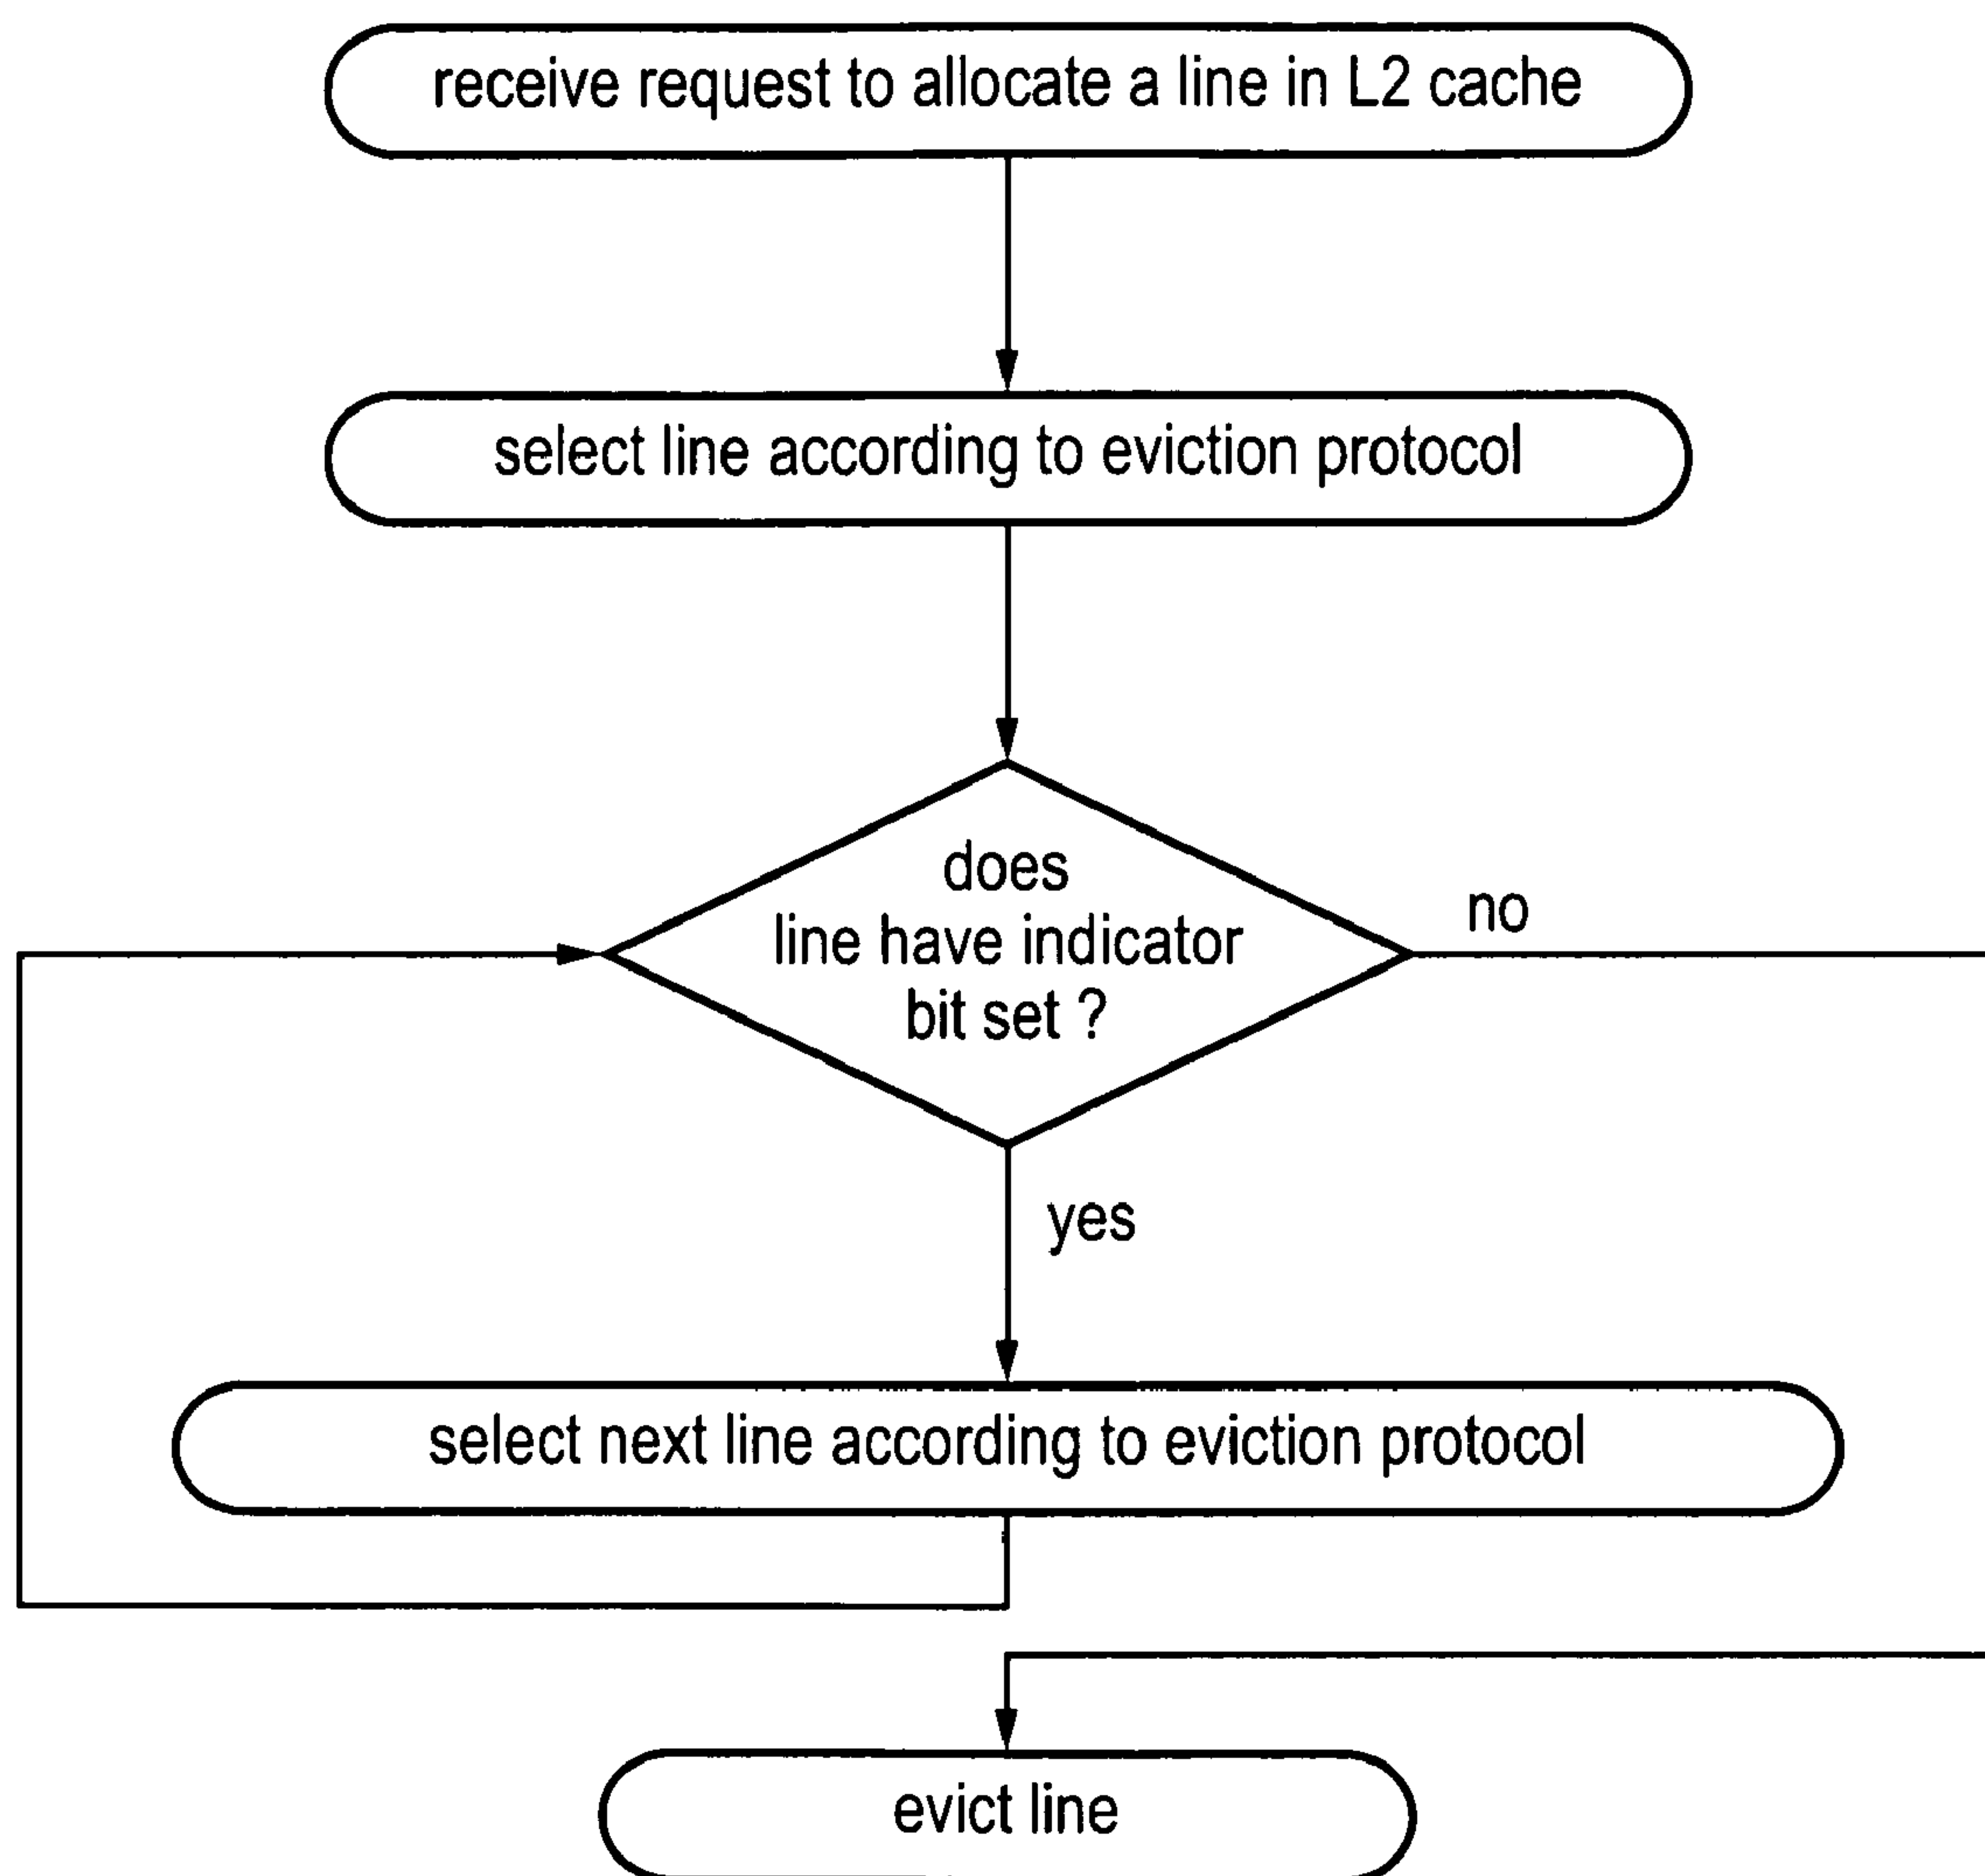 receive request to allocate a line in L2 cache
select line according to eviction protocol
does
line have indicator
bit set ?
no
yes
select next line according to eviction protocol
evict line